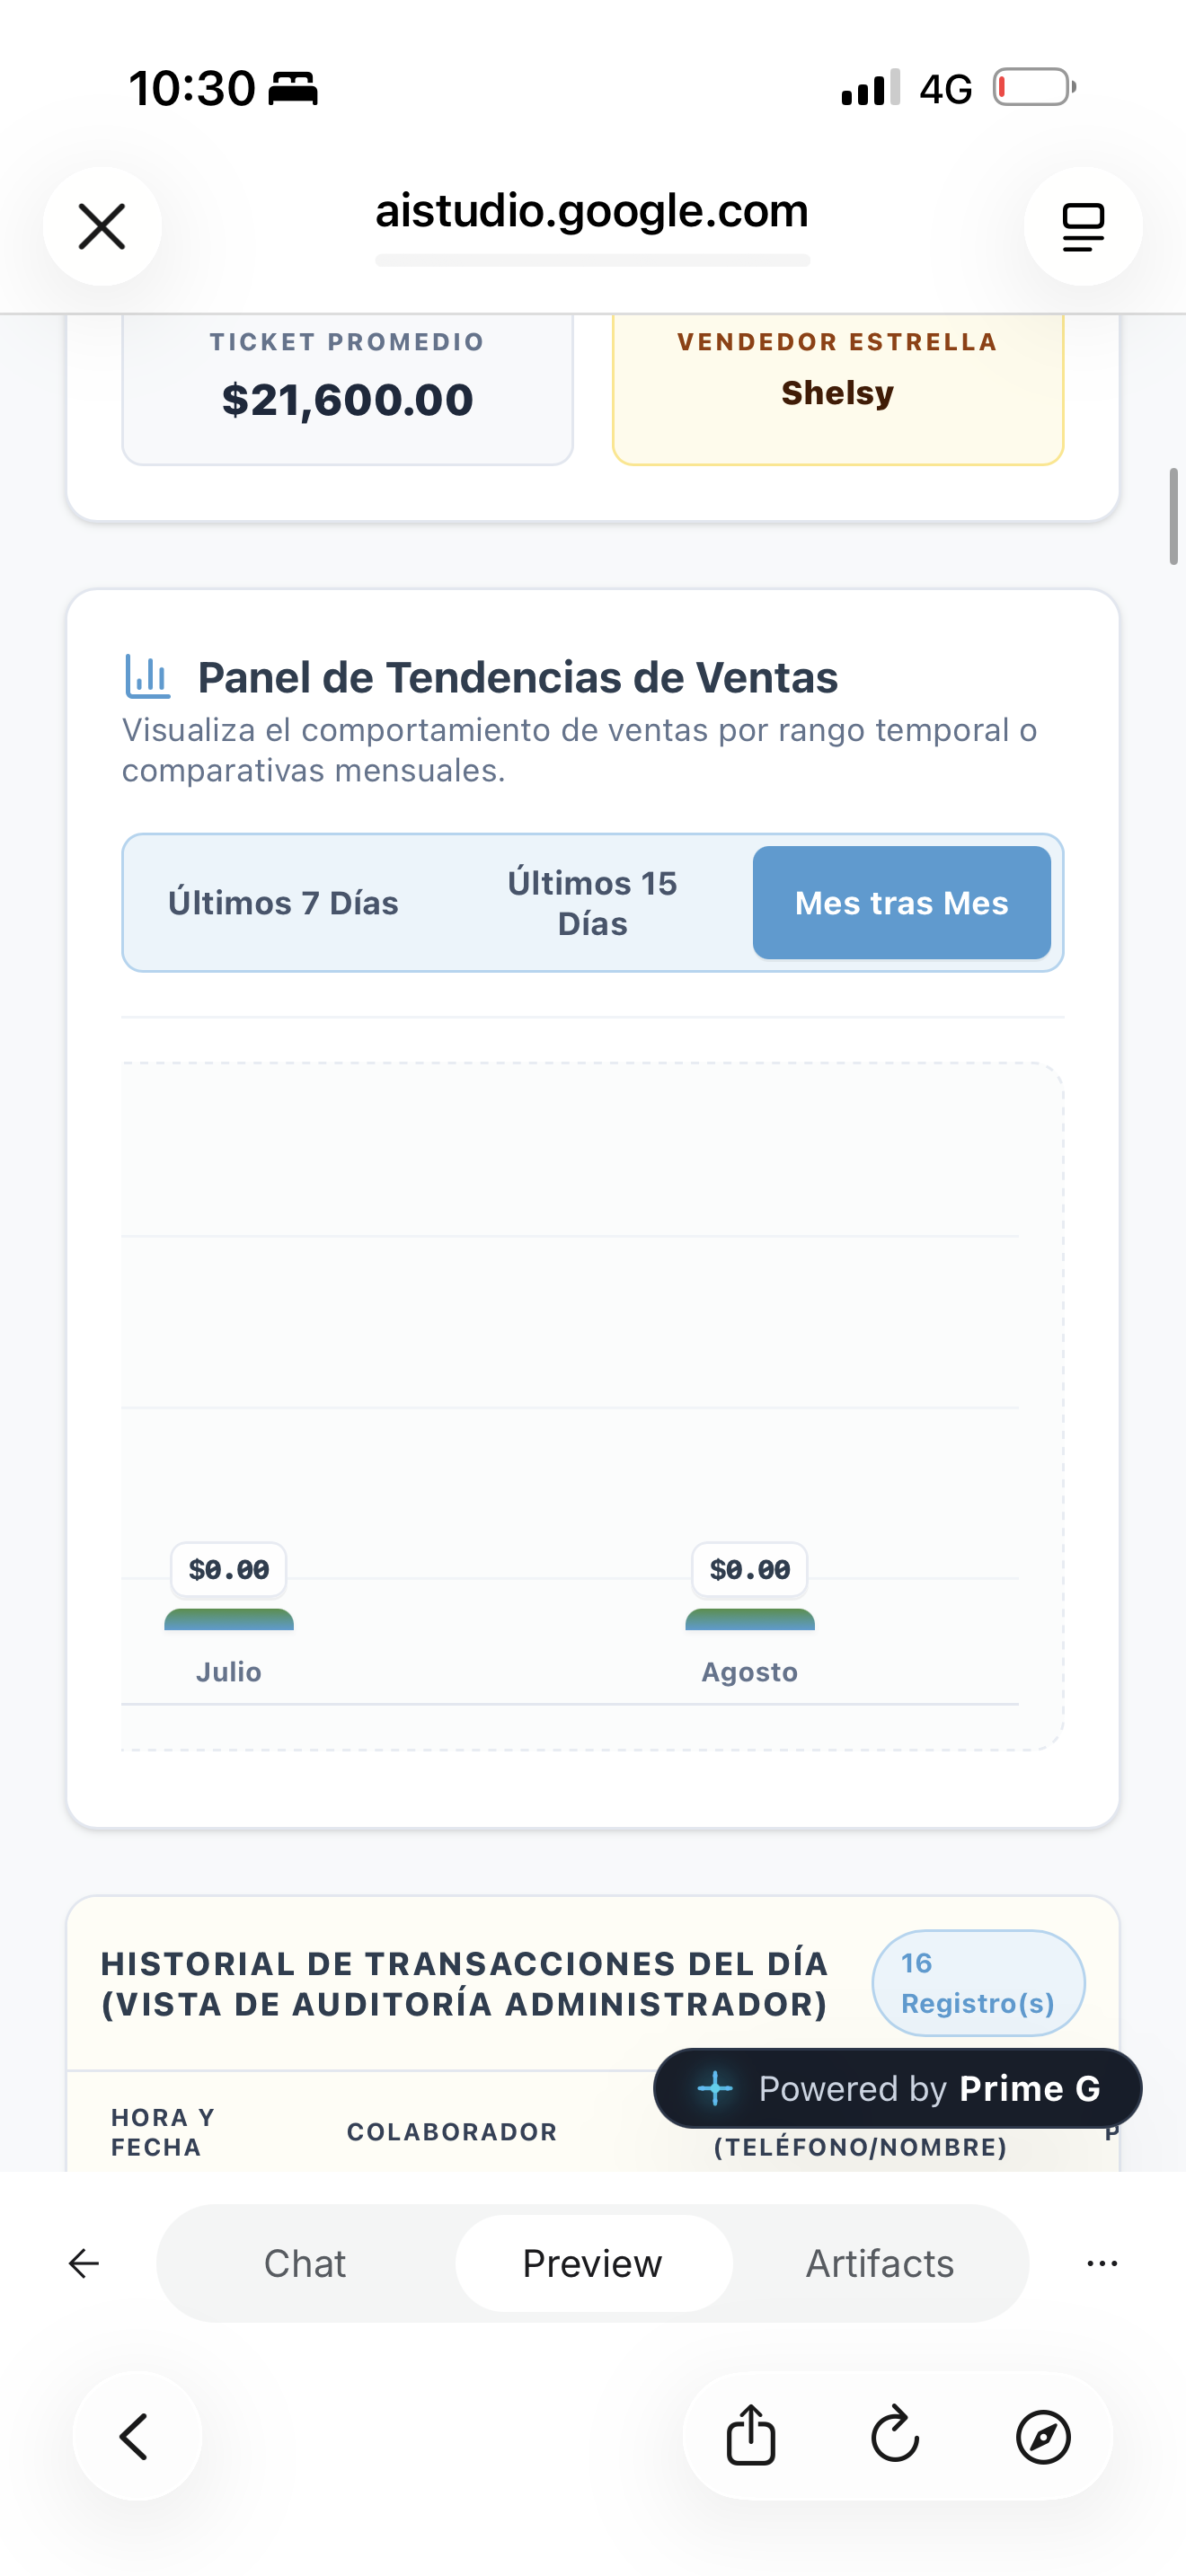 10:30
4G
aistudio.google.com
TICKET PROMEDIO
$21,600.00
VENDEDOR ESTRELLA
Shelsy
Panel de Tendencias de Ventas
Visualiza el comportamiento de ventas por rango temporal o
comparativas mensuales.
Últimos 7 Días
Últimos 15
Días
Mes tras Mes
$0.00
$0.00
Julio
Agosto
HISTORIAL DE TRANSACCIONES DEL DÍA
(VISTA DE AUDITORÍA ADMINISTRADOR)
16
Registro(s)
Powered by Prime G
HORA Y
FECHA
COLABORADOR
(TELÉFONO/NOMBRE)
Chat
Preview
Artifacts